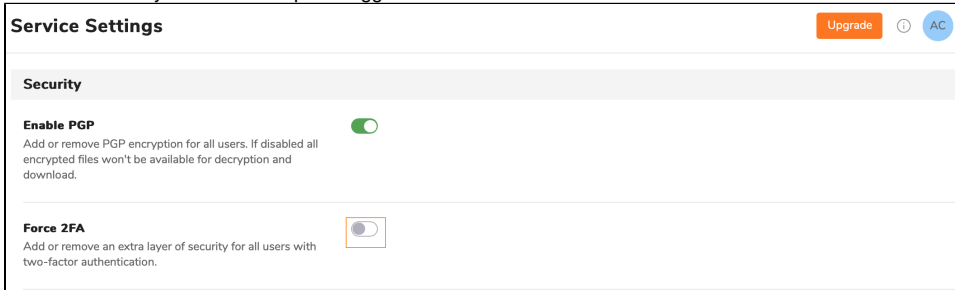 Service Settings
Upgrade
AC
Security
Enable PGP
Add or remove PGP encryption for all users. If disabled all
encrypted files won't be available for decryption and
download.
Force 2FA
Add or remove an extra layer of security for all users with
two-factor authentication.